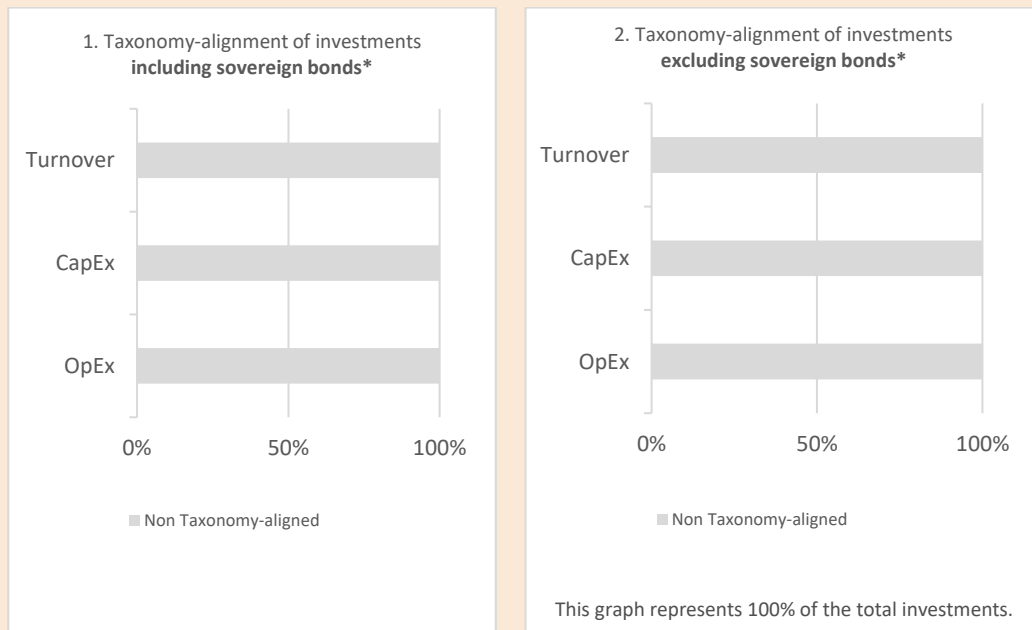 1. Taxonomy-alignment of investments
including sovereign bonds*
Turnover
CapEx
OpEx
0% 50% 100%
Non Taxonomy-aligned
2. Taxonomy-alignment of investments
excluding sovereign bonds*
Turnover
CapEx
OpEx
0% 50% 100%
Non Taxonomy-aligned
This graph represents 100% of the total investments.